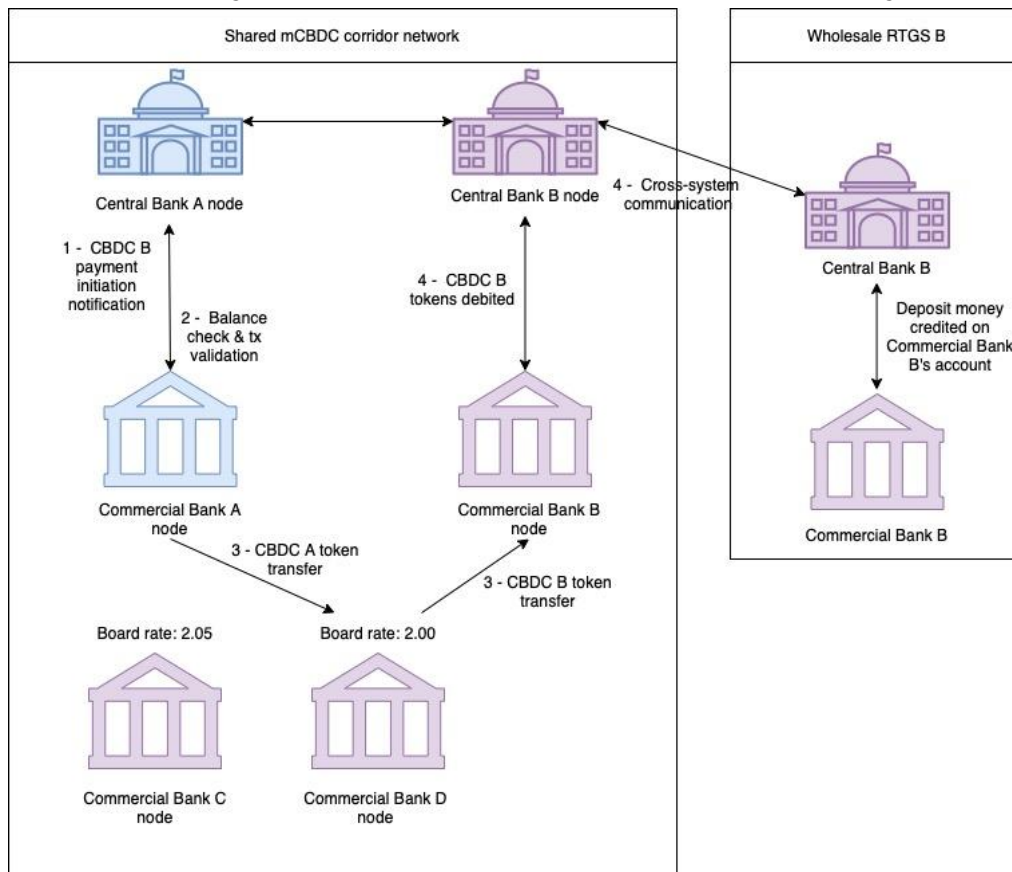 Shared mCBDC corridor network
Wholesale RTGS B
Central Bank A node
Central Bank B node
4 - Cross-system
communication
Central Bank B
1 - CBDC B
payment
initiation
notification
2 - Balance
check & tx
validation
4 - CBDC B
tokens debited
Deposit money
credited on
Commercial Bank
B's account
Commercial Bank A
node
Commercial Bank B
node
Commercial Bank B
3 - CBDC A token
transfer
3 - CBDC B token
transfer
Board rate: 2.05
Board rate: 2.00
Commercial Bank C
node
Commercial Bank D
node